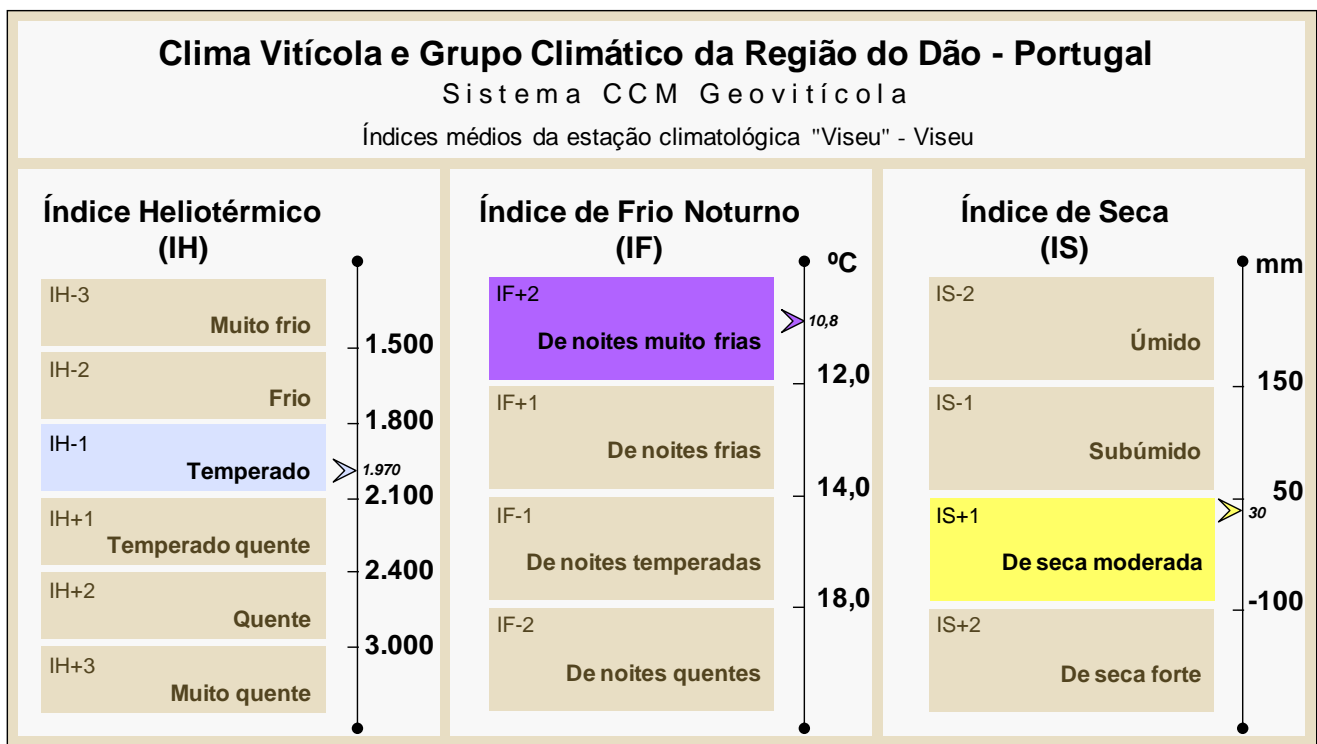 Clima Vitícola e Grupo Climático da Região do Dão - Portugal
Sistema CCM Geovitícola
Índices médios da estação climatológica "Viseu" - Viseu
Índice Heliotérmico
(IH)
IH-3
Muito frio
1.500
IH-2
Frio
1.800
IH-1
Temperado
1.970
2.100
IH+1
Temperado quente
2.400
IH+2
Quente
3.000
IH+3
Muito quente
Índice de Frio Noturno
(IF)
ºC
IF+2
De noites muito frias
10,8
12,0
IF+1
De noites frias
14,0
IF-1
De noites temperadas
18,0
IF-2
De noites quentes
Índice de Seca
(IS)
mm
IS-2
Úmido
150
IS-1
Subúmido
50
IS+1
30
De seca moderada
-100
IS+2
De seca forte